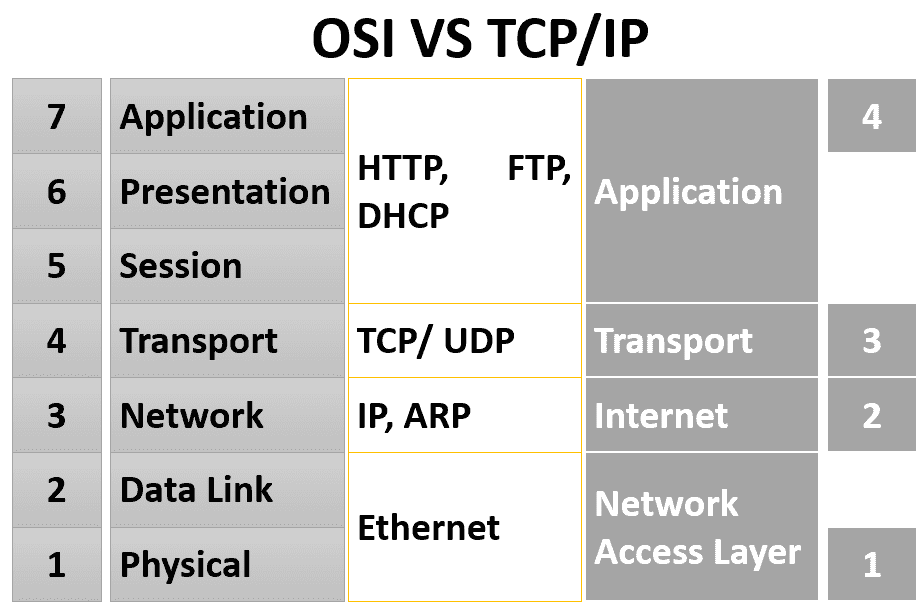 OSI VS TCP/IP
7 Application HTTP, FTP, DHCP Application 4
6 Presentation
5 Session
4 Transport TCP/ UDP Transport 3
3 Network IP, ARP Internet 2
2 Data Link Ethernet Network Access Layer 1
1 Physical